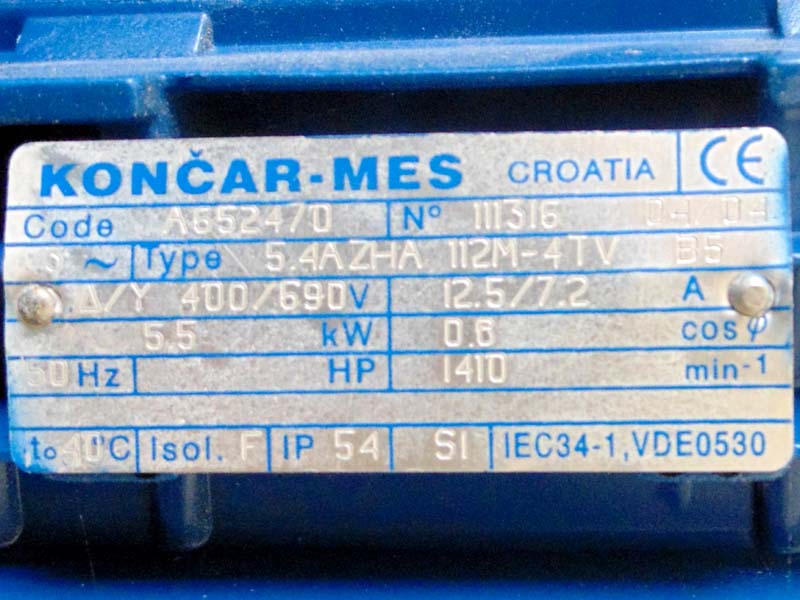 KONČAR-MES CROATIA CE
Code A652470 Nº 111316 04/04
3 ~ Type 5.4AZHA 112M-4TV B5
Δ/Y 400/690V 12.5/7.2 A
5.5 kW 0.6 cos φ
50 Hz HP 1410 min-1
to 40°C Isol. F IP 54 S1 IEC34-1,VDE0530